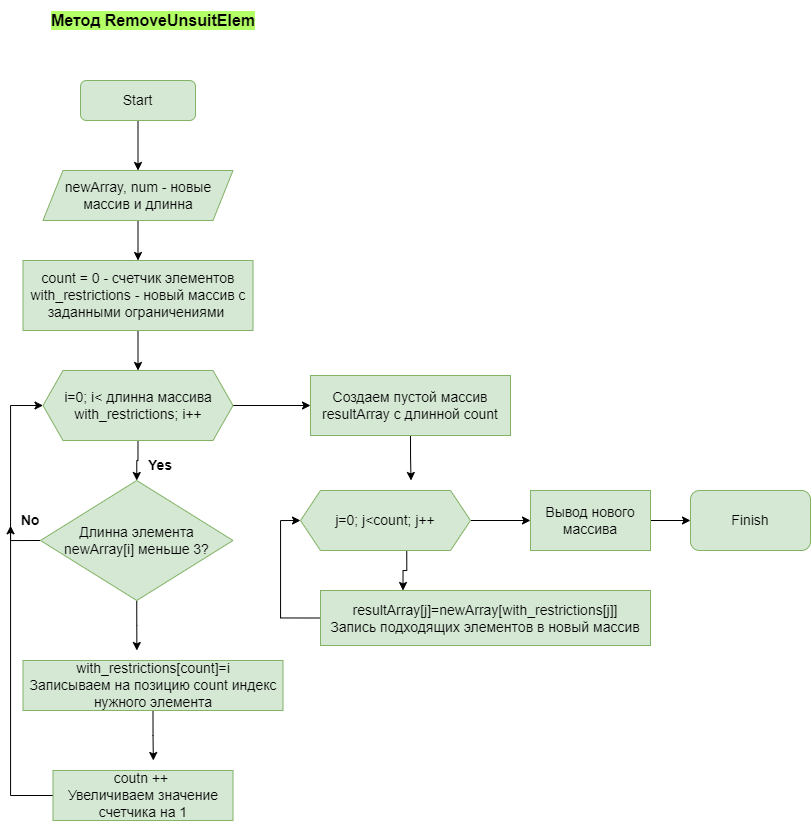 Метод RemoveUnsuitElem
Start
newArray, num - новые
массив и длинна
count = 0 - счетчик элементов
with_restrictions - новый массив с
заданными ограничениями
i=0; i< длинна массива
with_restrictions; i++
Yes
No
Длинна элемента
newArray[i] меньше 3?
with_restrictions[count]=i
Записываем на позицию count индекс
нужного элемента
coutn ++
Увеличиваем значение
счетчика на 1
Создаем пустой массив
resultArray с длинной count
j=0; j<count; j++
resultArray[j]=newArray[with_restrictions[j]]
Запись подходящих элементов в новый массив
Вывод нового
массива
Finish